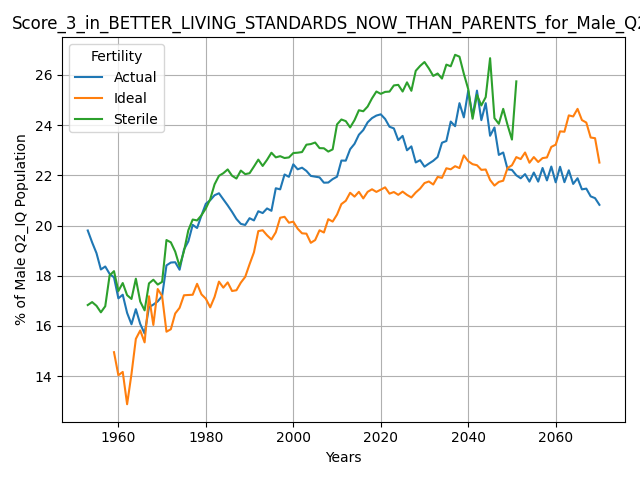 Score_3_in_BETTER_LIVING_STANDARDS_NOW_THAN_PARENTS_for_Male_Q2
Fertility
Actual
Ideal
Sterile
% of Male Q2_IQ Population
26
24
22
20
18
16
14
1960 1980 2000 2020 2040 2060
Years